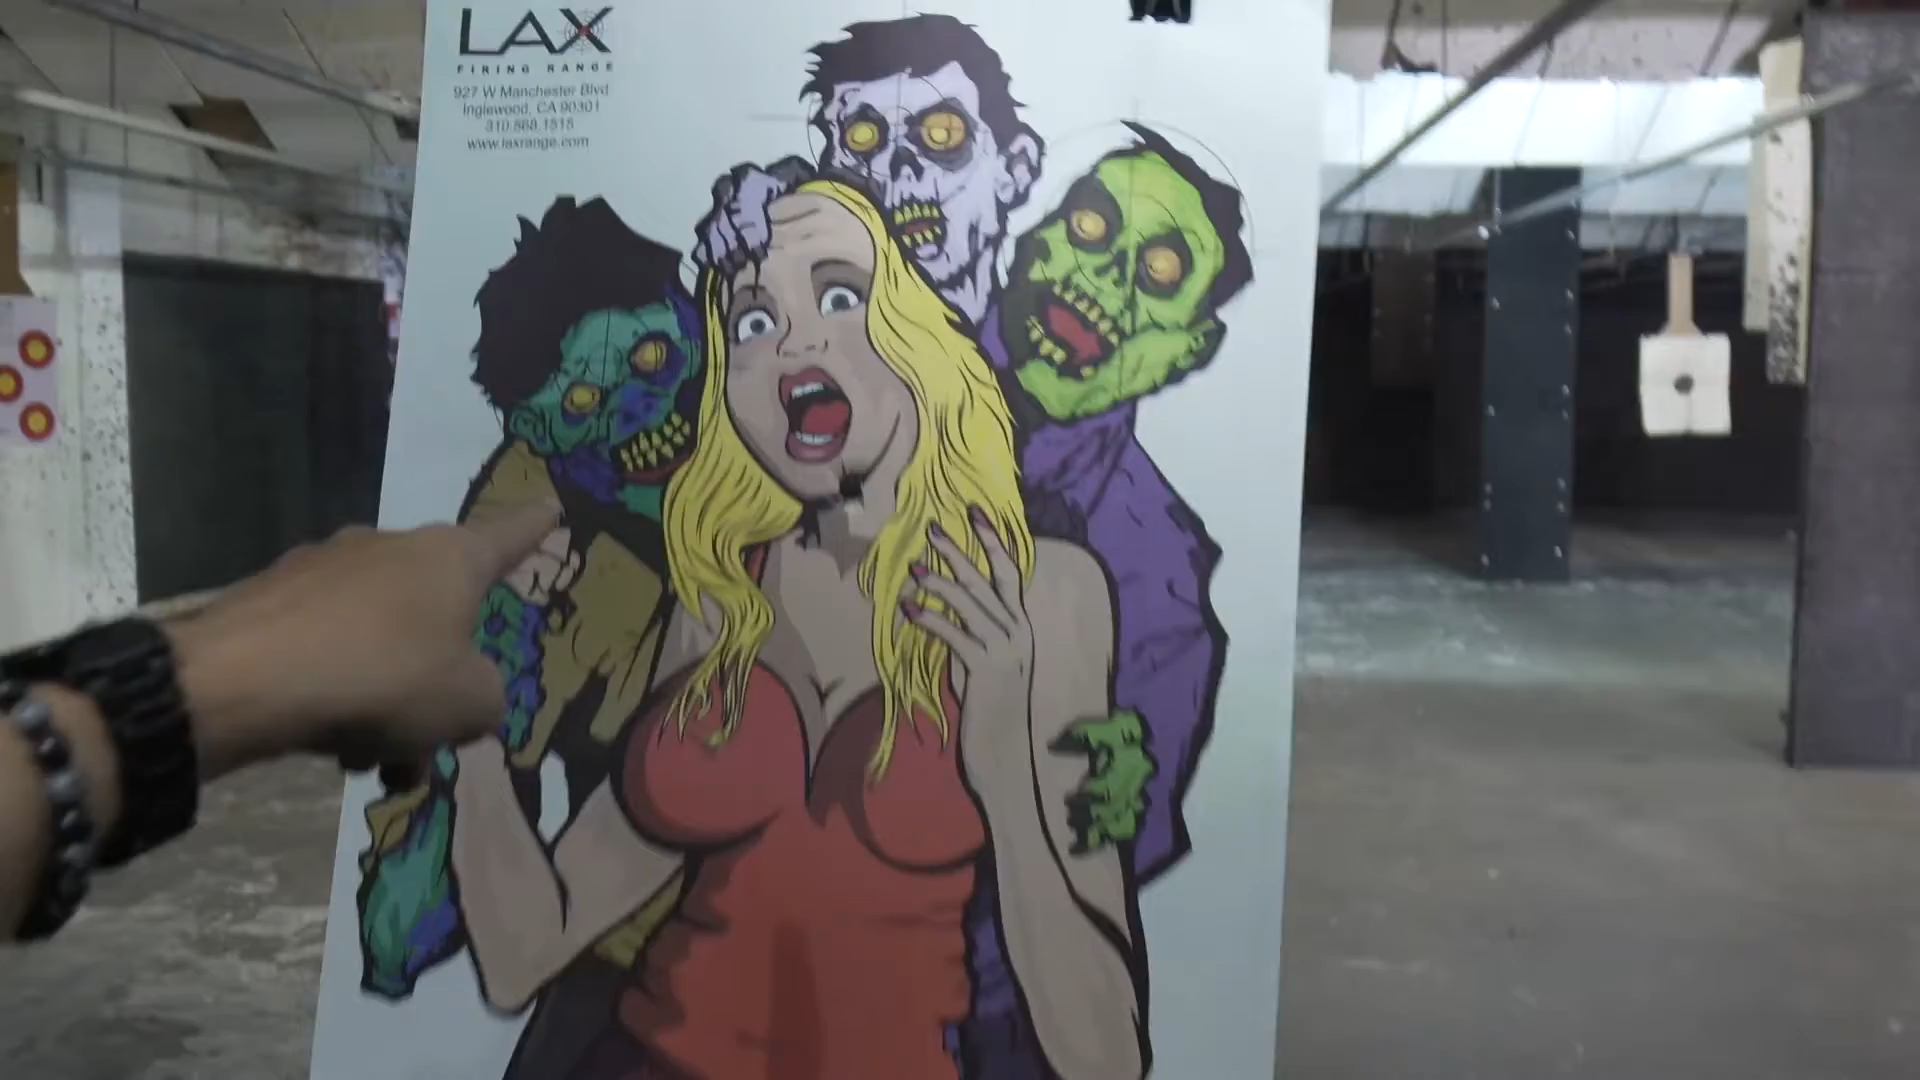 LAX
FIRING RANGE
927 W Manchester Blvd
Inglewood, CA 90301
310.568.1515
www.laxrange.com